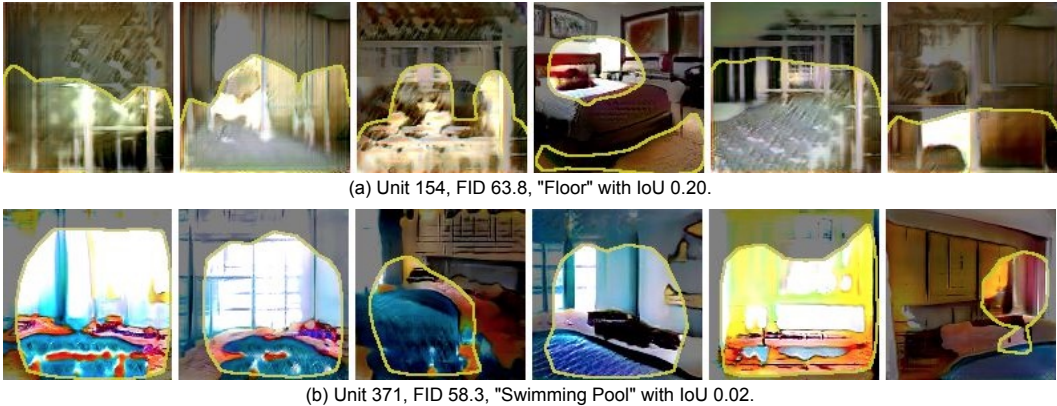 (a) Unit 154, FID 63.8, "Floor" with IoU 0.20.
(b) Unit 371, FID 58.3, "Swimming Pool" with IoU 0.02.